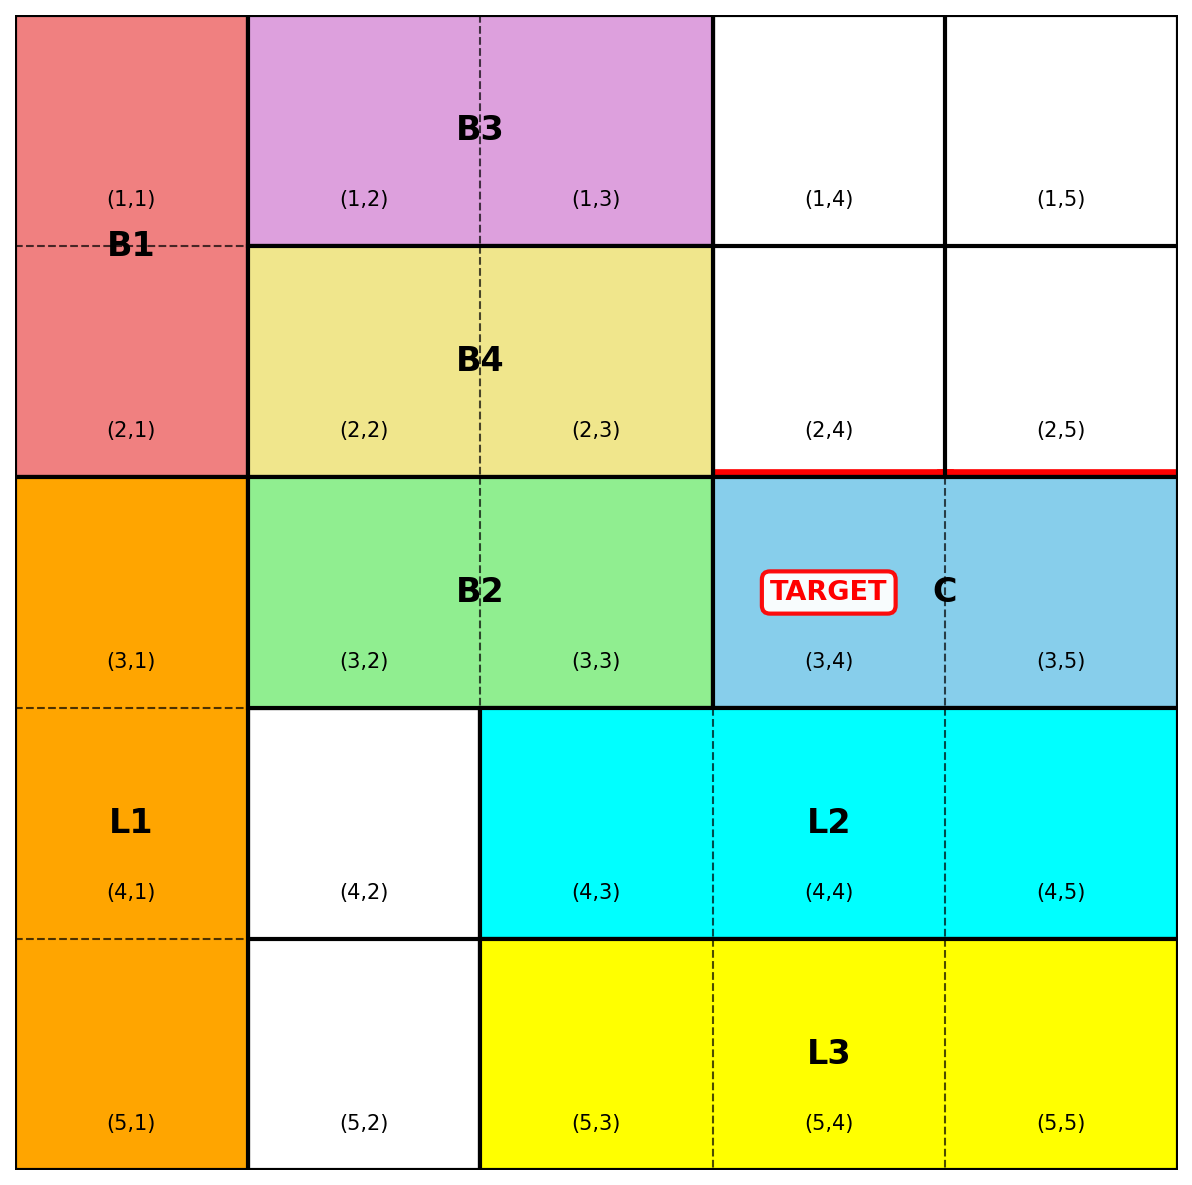 B3
(1,1) (1,2) (1,3) (1,4) (1,5)
B1
B4
(2,1) (2,2) (2,3) (2,4) (2,5)
B2 TARGET C
(3,1) (3,2) (3,3) (3,4) (3,5)
L1 L2
(4,1) (4,2) (4,3) (4,4) (4,5)
L3
(5,1) (5,2) (5,3) (5,4) (5,5)